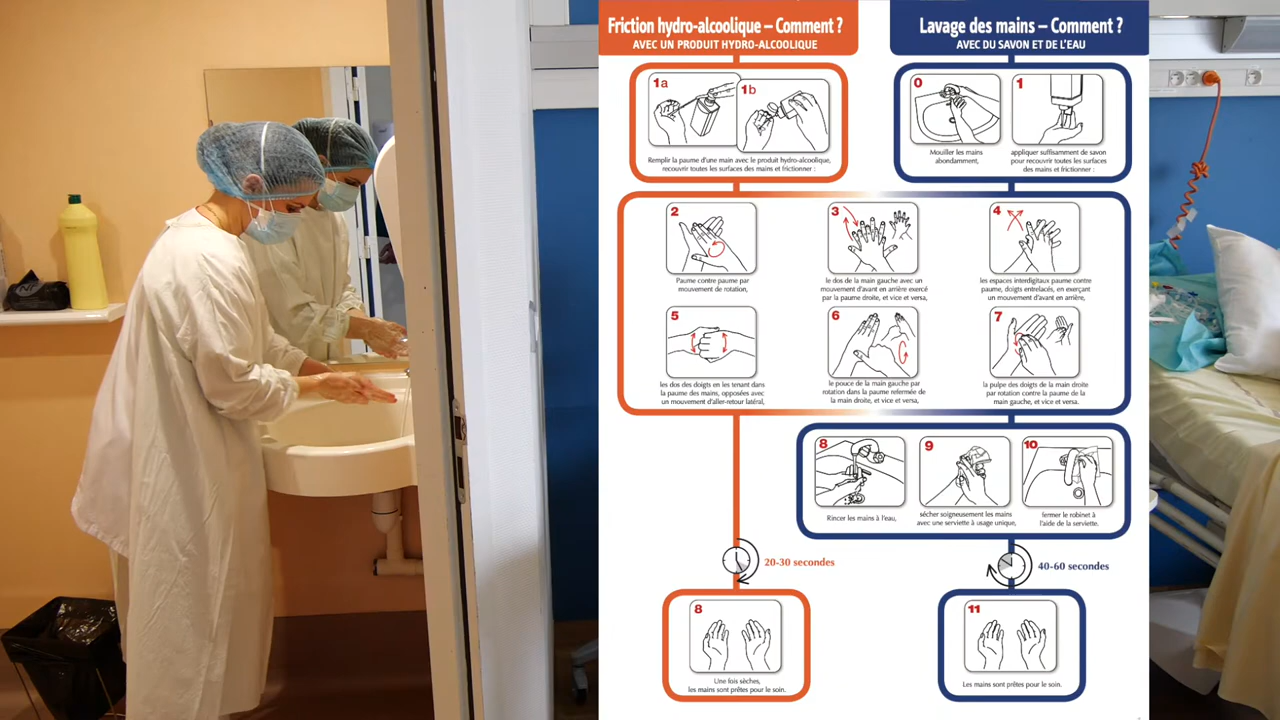 Friction hydro-alcoolique – Comment ?
AVEC UN PRODUIT HYDRO-ALCOOLIQUE
1a
1b
Remplir la paume d'une main avec le produit hydro-alcoolique,
recouvrir toutes les surfaces des mains et frictionner :
Lavage des mains – Comment ?
AVEC DU SAVON ET DE L'EAU
0
Mouiller les mains
abondamment,
1
appliquer suffisamment de savon
pour recouvrir toutes les surfaces
des mains et frictionner :
2
Paume contre paume par
mouvement de rotation,
3
le dos de la main gauche avec un
mouvement d'avant en arrière exercé
par la paume droite, et vice et versa,
4
les espaces interdigitaux paume contre
paume, doigts entrelacés, en exerçant
un mouvement d'avant en arrière,
5
les dos des doigts en les tenant dans
la paume des mains, opposées avec
un mouvement d'aller-retour latéral,
6
le pouce de la main gauche par
rotation dans la paume refermée de
la main droite, et vice et versa,
7
la pulpe des doigts de la main droite
par rotation contre la paume de la
main gauche, et vice et versa.
8
Rincer les mains à l'eau,
9
sécher soigneusement les mains
avec une serviette à usage unique,
10
fermer le robinet à
l'aide de la serviette.
20-30 secondes
40-60 secondes
8
Une fois sèches,
les mains sont prêtes pour le soin.
11
Les mains sont prêtes pour le soin.